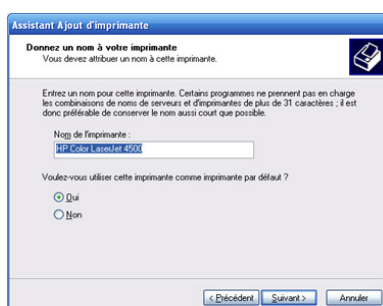 Assistant Ajout d'imprimante
Donnez un nom à votre imprimante
Vous devez attribuer un nom à cette imprimante.
Entrez un nom pour cette imprimante. Certains programmes ne prennent pas en charge
les combinaisons de noms de serveurs et d'imprimantes de plus de 31 caractères ; il est
donc préférable de conserver le nom aussi court que possible.
Nom de l'imprimante :
HP Color LaserJet 4500
Voulez-vous utiliser cette imprimante comme imprimante par défaut ?
Oui
Non
< Précédent
Suivant >
Annuler